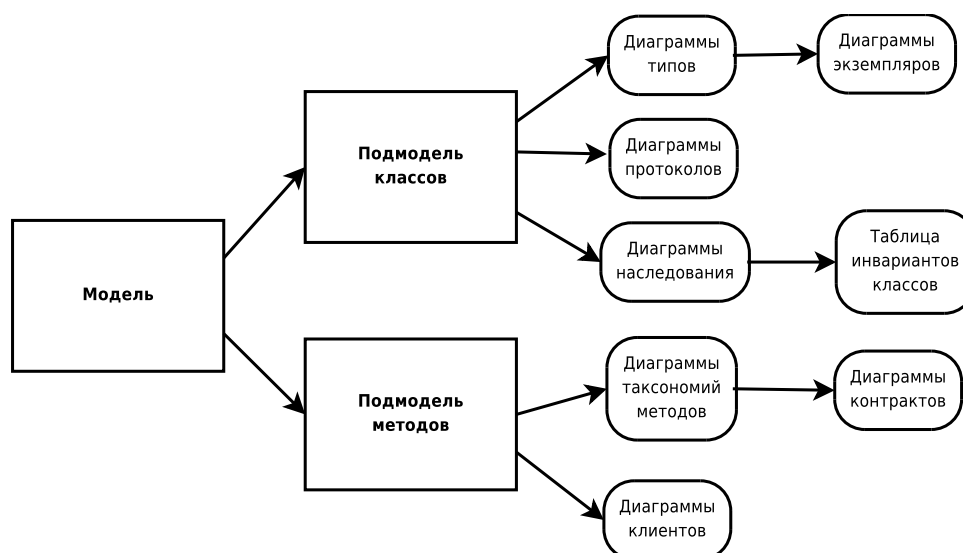 Модель
Подмодель
классов
Диаграммы
типов
Диаграммы
экземпляров
Диаграммы
протоколов
Диаграммы
наследования
Таблица
инвариантов
классов
Подмодель
методов
Диаграммы
таксономий
методов
Диаграммы
контрактов
Диаграммы
клиентов